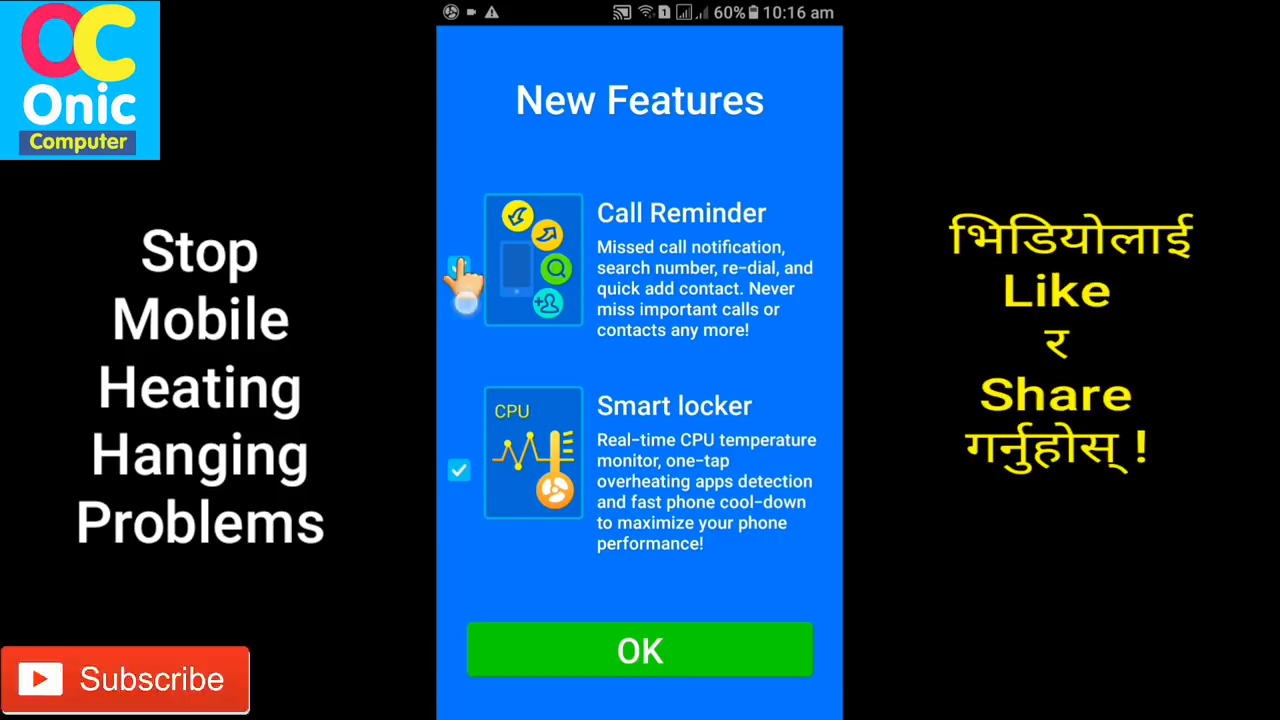 OC
Onic
Computer
Stop
Mobile
Heating
Hanging
Problems
Subscribe
1 60% 10:16 am
New Features
Call Reminder
Missed call notification,
search number, re-dial, and
quick add contact. Never
miss important calls or
contacts any more!
CPU
Smart locker
Real-time CPU temperature
monitor, one-tap
overheating apps detection
and fast phone cool-down
to maximize your phone
performance!
OK
भिडियोलाई
Like
र
Share
गर्नुहोस् !